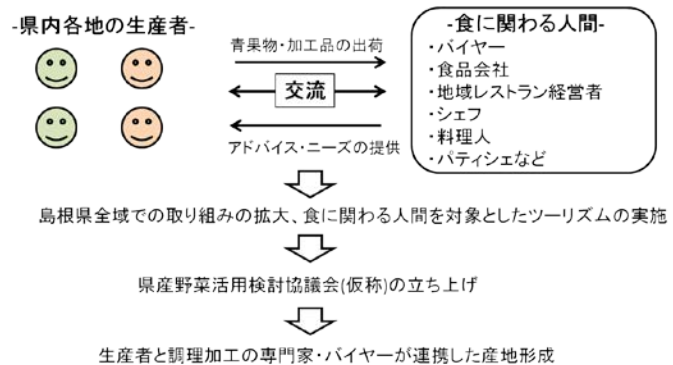 -県内各地の生産者-
青果物・加工品の出荷
交流
アドバイス・ニーズの提供
-食に関わる人間-
・バイヤー
・食品会社
・地域レストラン経営者
・シェフ
・料理人
・パティシェなど
島根県全域での取り組みの拡大、食に関わる人間を対象としたツーリズムの実施
県産野菜活用検討協議会(仮称)の立ち上げ
生産者と調理加工の専門家・バイヤーが連携した産地形成